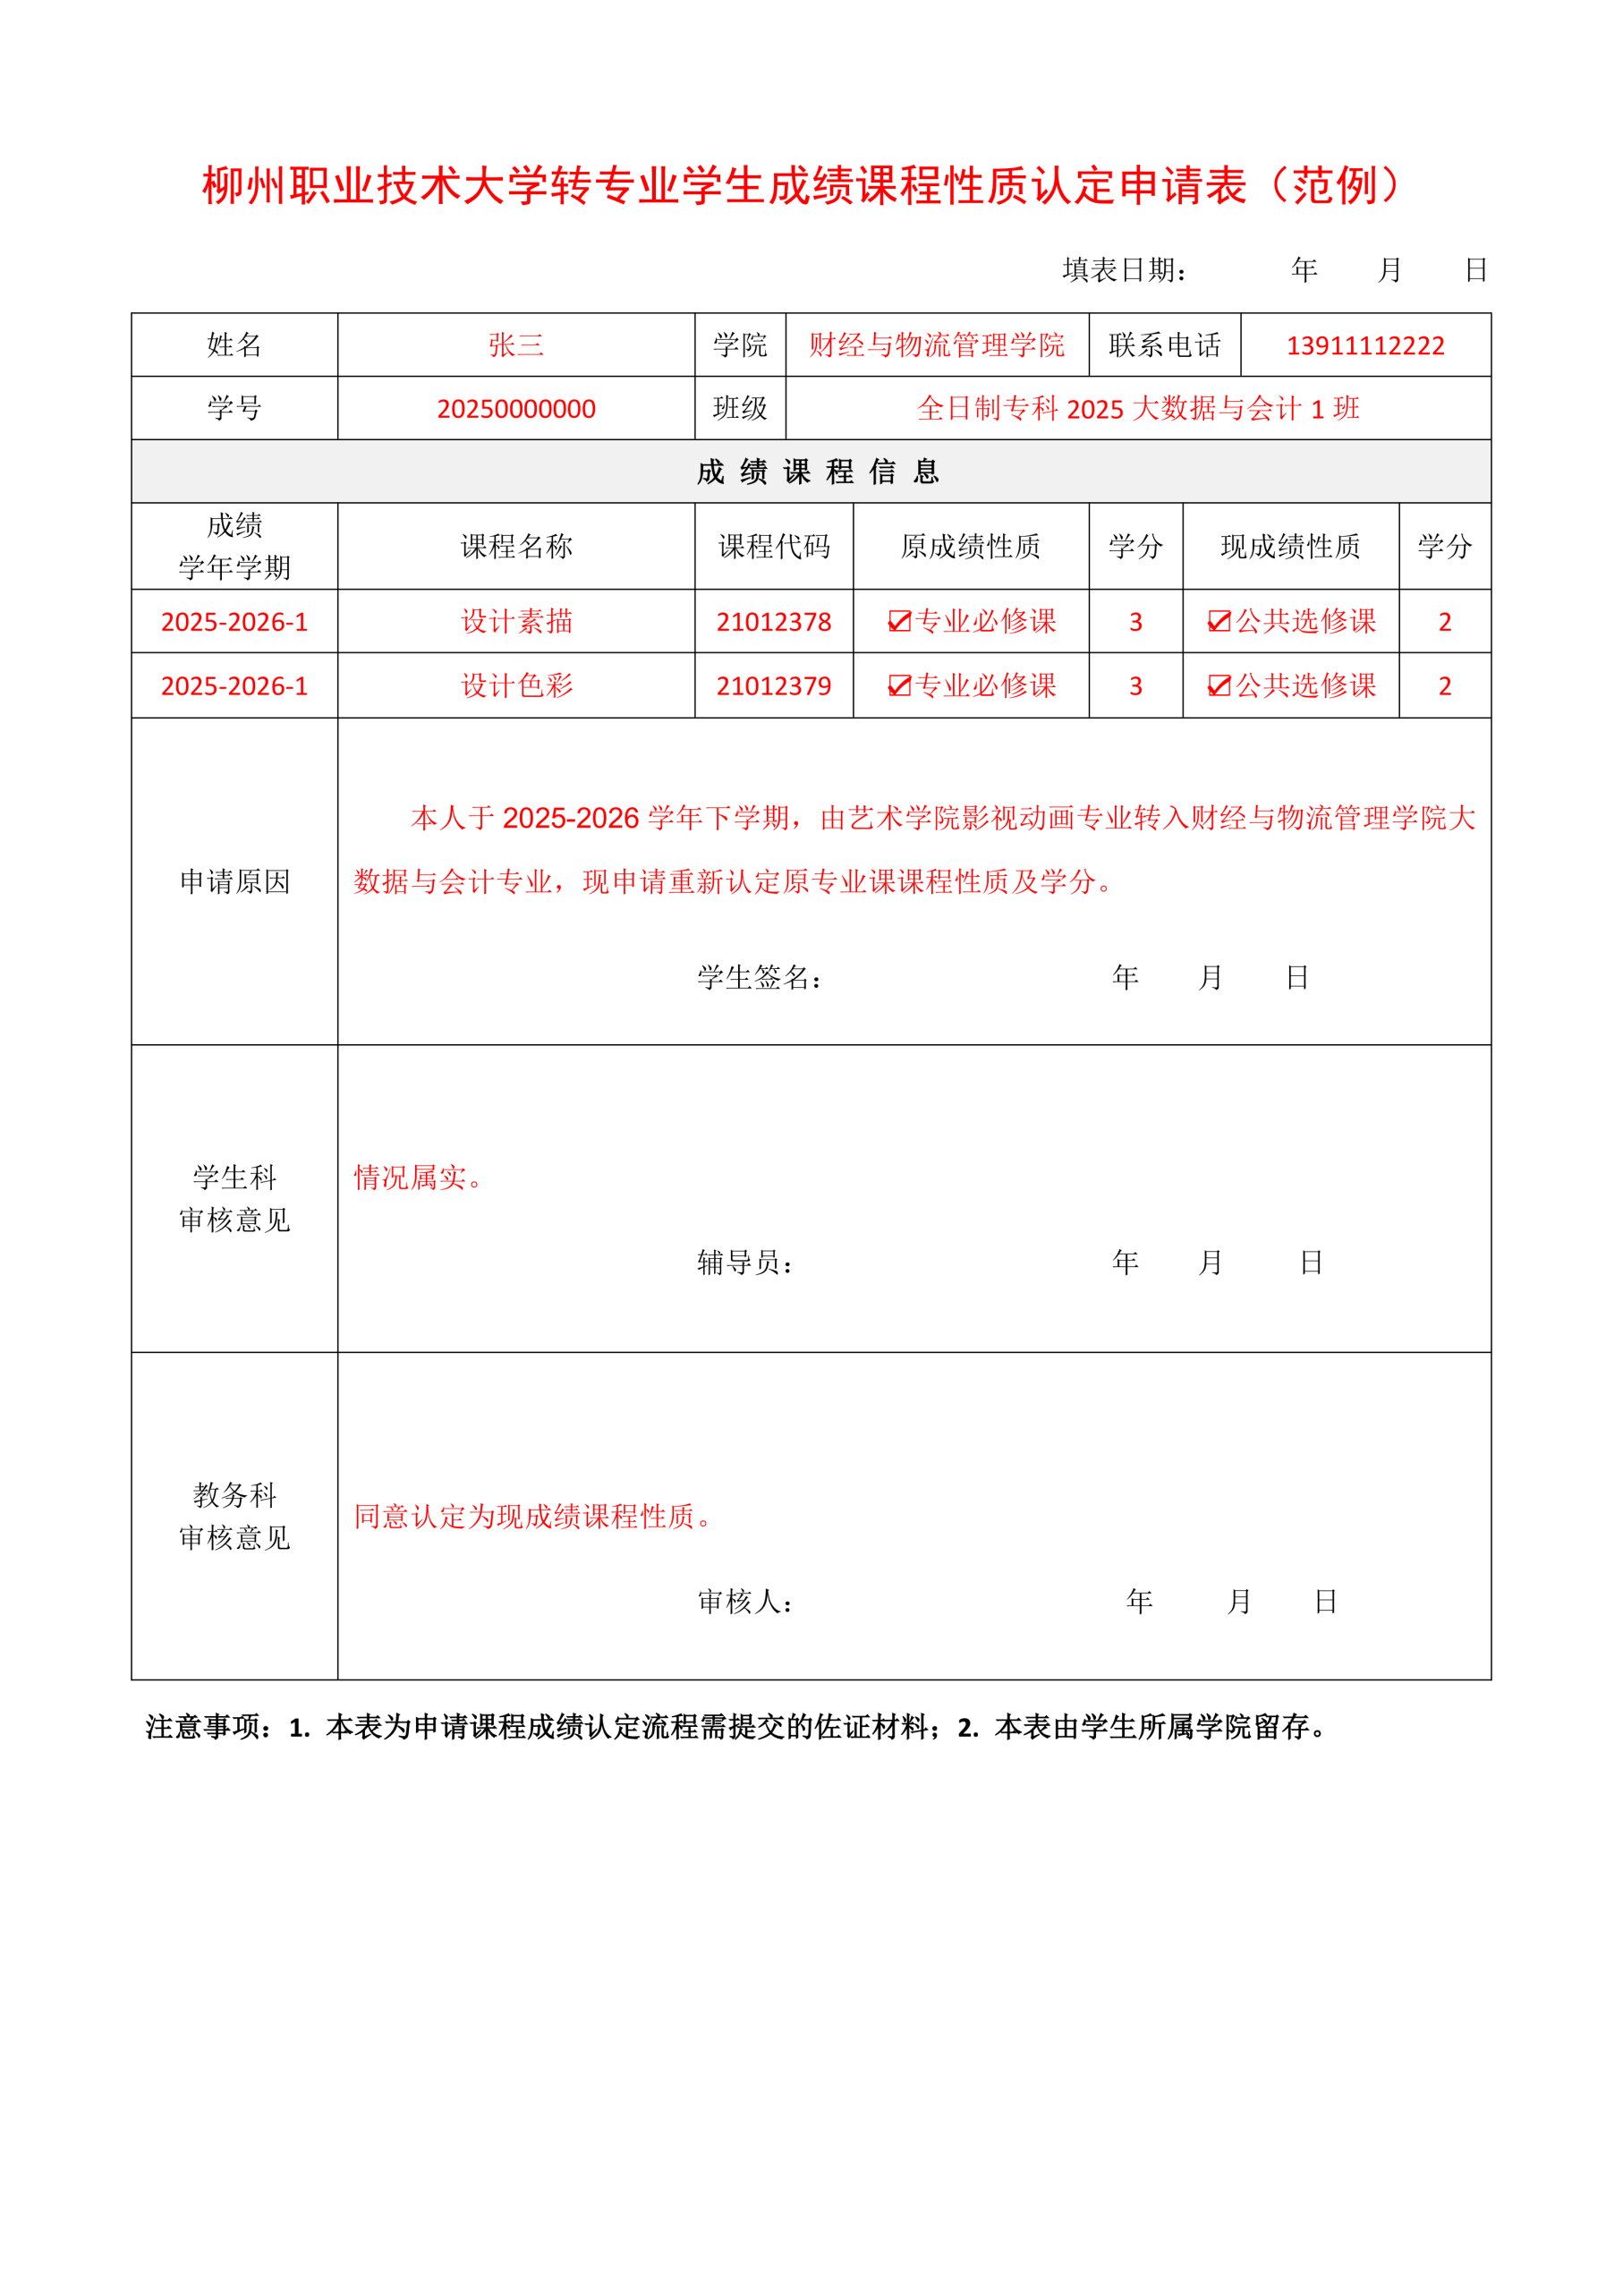 柳州职业技术大学转专业学生成绩课程性质认定申请表（范例）
填表日期： 年 月 日
姓名 张三 学院 财经与物流管理学院 联系电话 13911112222
学号 20250000000 班级 全日制专科 2025 大数据与会计 1 班
成 绩 课 程 信 息
成绩
学年学期 课程名称 课程代码 原成绩性质 学分 现成绩性质 学分
2025-2026-1 设计素描 21012378 ☑专业必修课 3 ☑公共选修课 2
2025-2026-1 设计色彩 21012379 ☑专业必修课 3 ☑公共选修课 2
申请原因
本人于 2025-2026 学年下学期，由艺术学院影视动画专业转入财经与物流管理学院大
数据与会计专业，现申请重新认定原专业课课程性质及学分。
学生签名： 年 月 日
学生科
审核意见
情况属实。
辅导员： 年 月 日
教务科
审核意见
同意认定为现成绩课程性质。
审核人： 年 月 日
注意事项：1. 本表为申请课程成绩认定流程需提交的佐证材料；2. 本表由学生所属学院留存。